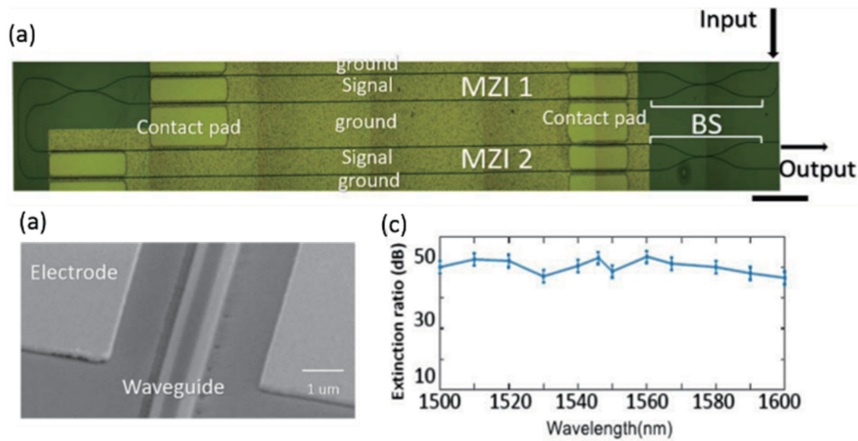 (a)
Input
ground
Signal
MZI 1
Contact pad
ground
Contact pad
BS
Signal
MZI 2
ground
Output
(a)
Electrode
Waveguide
1 um
(c)
Extinction ratio (dB)
50
30
10
1500
1520
1540
1560
1580
1600
Wavelength(nm)